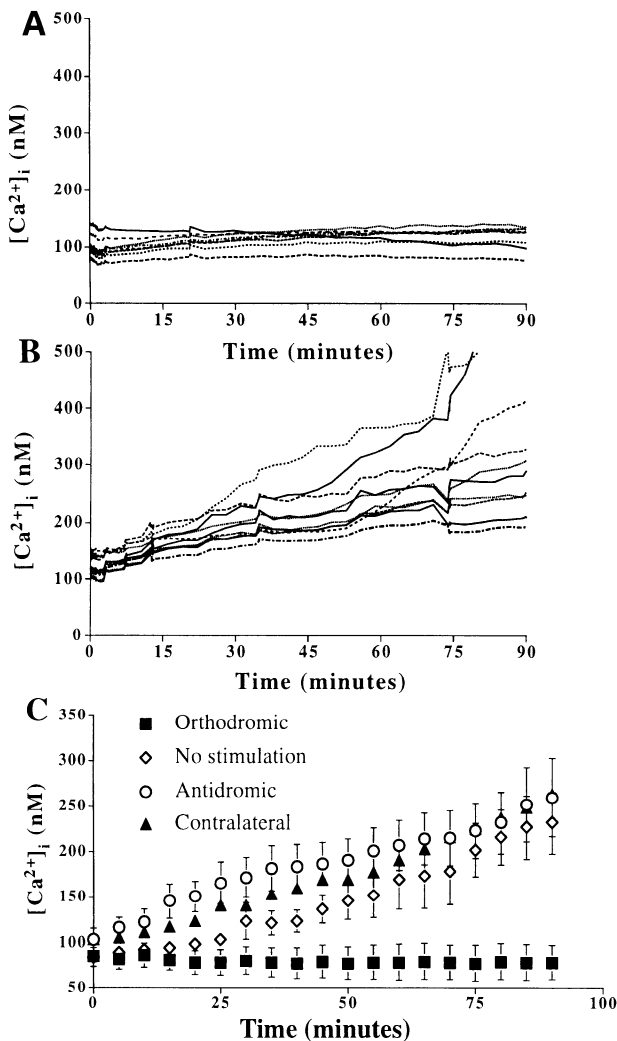 A
500
400
300
200
100
0
[Ca2+]i (nM)
0 15 30 45 60 75 90
Time (minutes)
B
500
400
300
200
100
0
[Ca2+]i (nM)
0 15 30 45 60 75 90
Time (minutes)
C
350
300
250
200
150
100
50
[Ca2+]i (nM)
Orthodromic
No stimulation
Antidromic
Contralateral
0 25 50 75 100
Time (minutes)